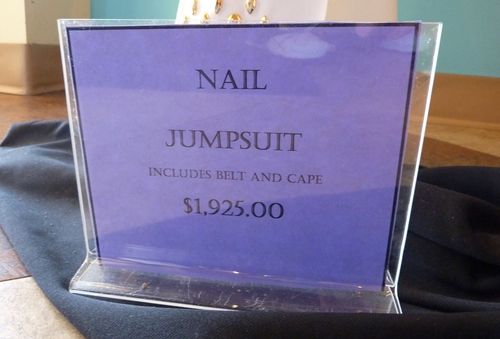 NAIL
JUMPSUIT
INCLUDES BELT AND CAPE
$1,925.00